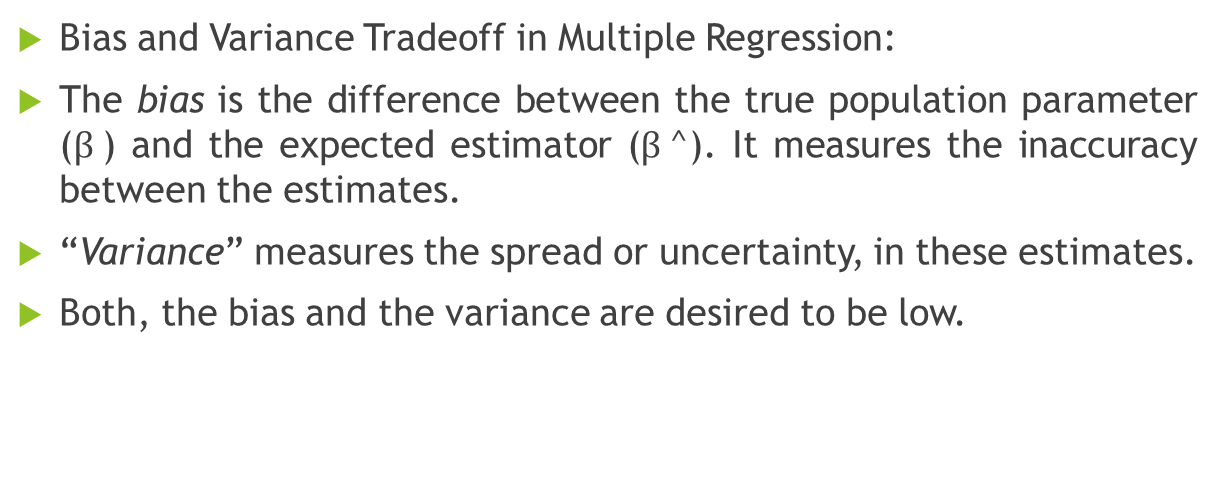 Bias and Variance Tradeoff in Multiple Regression:
The bias is the difference between the true population parameter
(β ) and the expected estimator (β ^). It measures the inaccuracy
between the estimates.
“Variance” measures the spread or uncertainty, in these estimates.
Both, the bias and the variance are desired to be low.